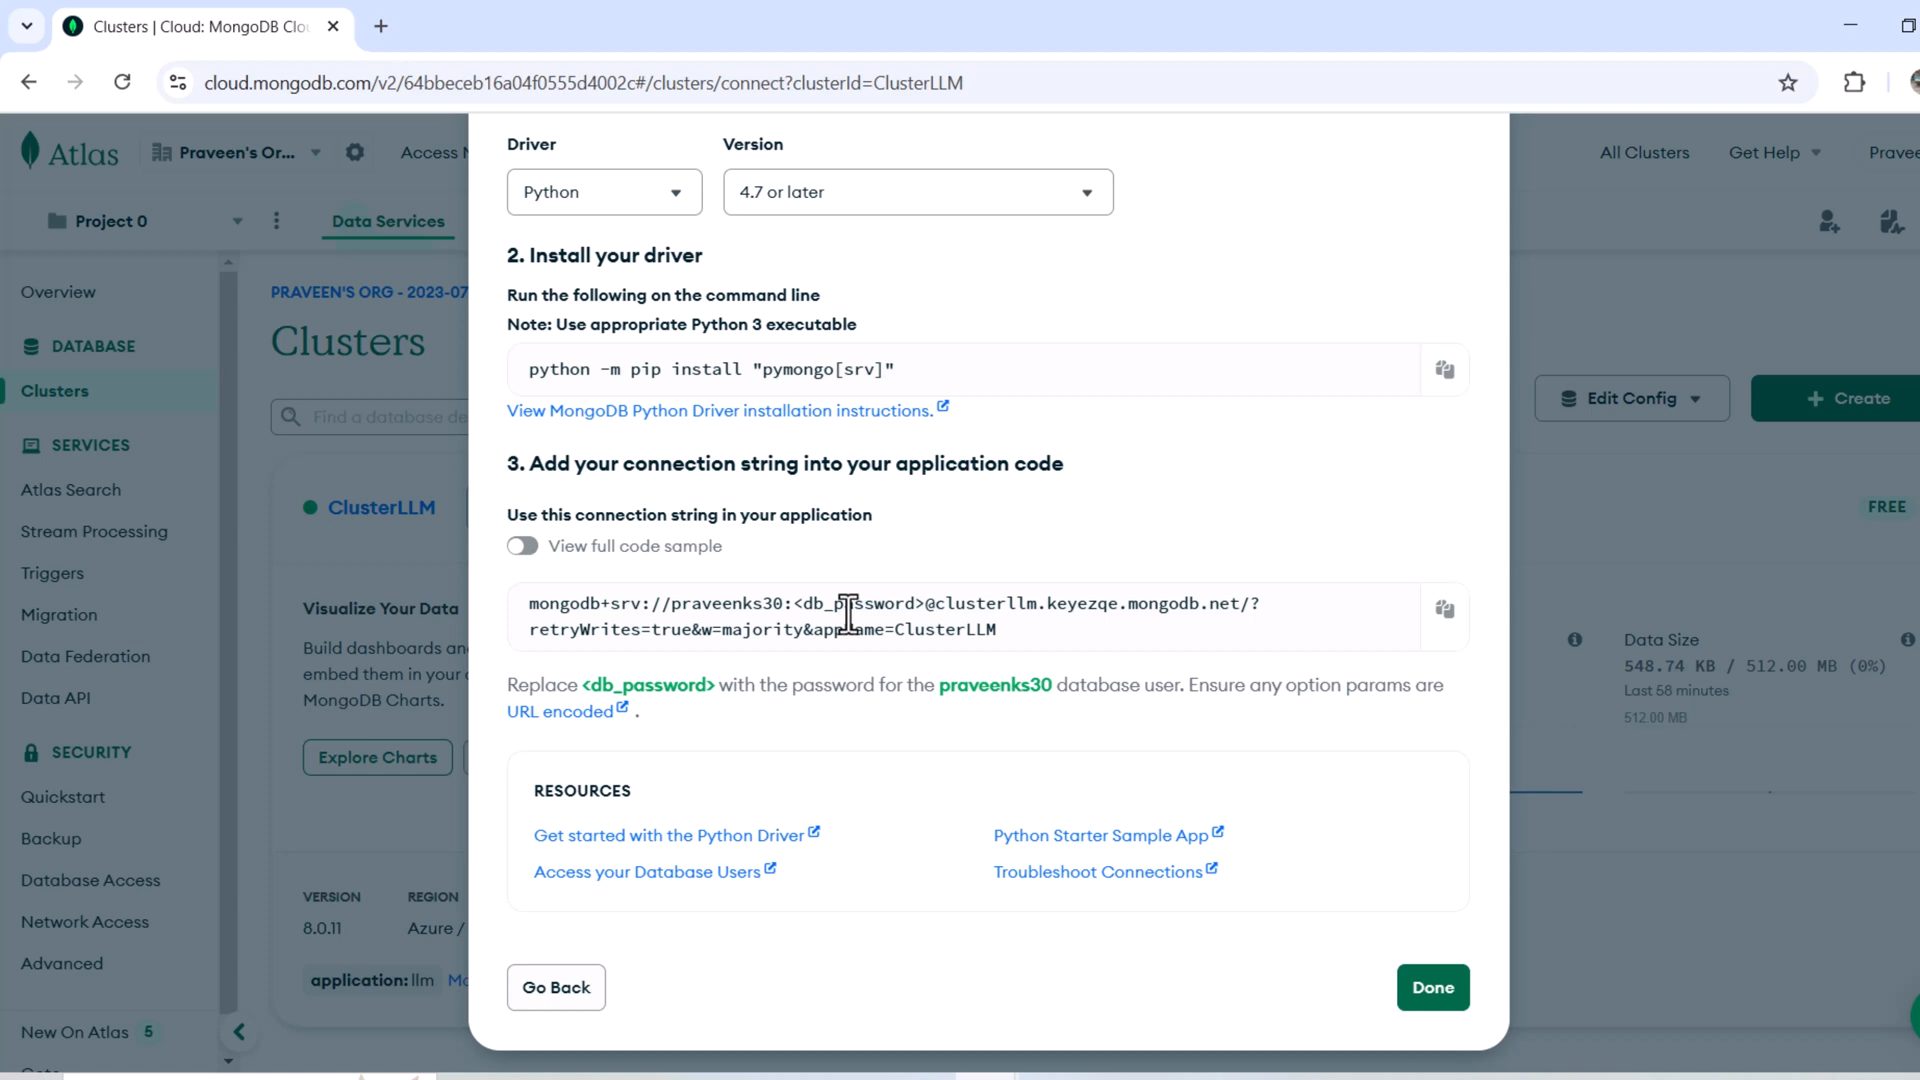 Clusters | Cloud: MongoDB Clo
cloud.mongodb.com/v2/64bbeceb16a04f0555d4002c#/clusters/connect?clusterId=ClusterLLM
Atlas
Praveen's Or...
Access
All Clusters
Get Help
Pravee
Project 0
Data Services
Overview
DATABASE
Clusters
SERVICES
Atlas Search
Stream Processing
Triggers
Migration
Data Federation
Data API
SECURITY
Quickstart
Backup
Database Access
Network Access
Advanced
New On Atlas 5
PRAVEEN'S ORG - 2023-07
Clusters
Find a database de
Edit Config
+ Create
ClusterLLM
FREE
Visualize Your Data
Build dashboards an
embed them in your
MongoDB Charts.
Explore Charts
VERSION
REGION
8.0.11
Azure /
application: llm
Data Size
548.74 KB / 512.00 MB (0%)
Last 58 minutes
512.00 MB
Driver
Version
Python
4.7 or later
2. Install your driver
Run the following on the command line
Note: Use appropriate Python 3 executable
python -m pip install "pymongo[srv]"
View MongoDB Python Driver installation instructions.
3. Add your connection string into your application code
Use this connection string in your application
View full code sample
mongodb+srv://praveenks30:<db_password>@clusterllm.keyezqe.mongodb.net/?
retryWrites=true&w=majority&appName=ClusterLLM
Replace <db_password> with the password for the praveenks30 database user. Ensure any option params are
URL encoded .
RESOURCES
Get started with the Python Driver
Python Starter Sample App
Access your Database Users
Troubleshoot Connections
Go Back
Done